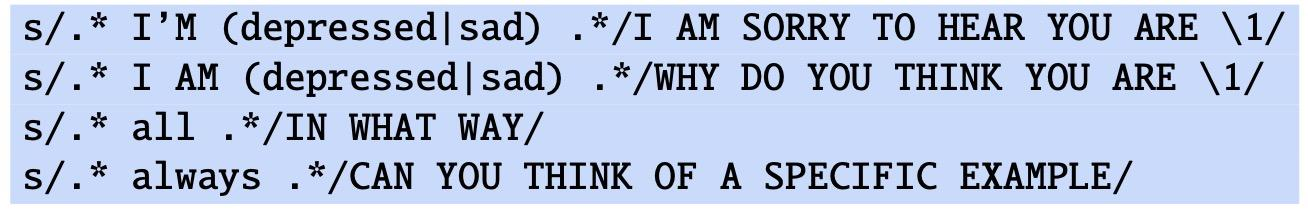 s/.* I’M (depressed|sad) .*/I AM SORRY TO HEAR YOU ARE \1/
s/.* I AM (depressed|sad) .*/WHY DO YOU THINK YOU ARE \1/
s/.* all .*/IN WHAT WAY/
s/.* always .*/CAN YOU THINK OF A SPECIFIC EXAMPLE/